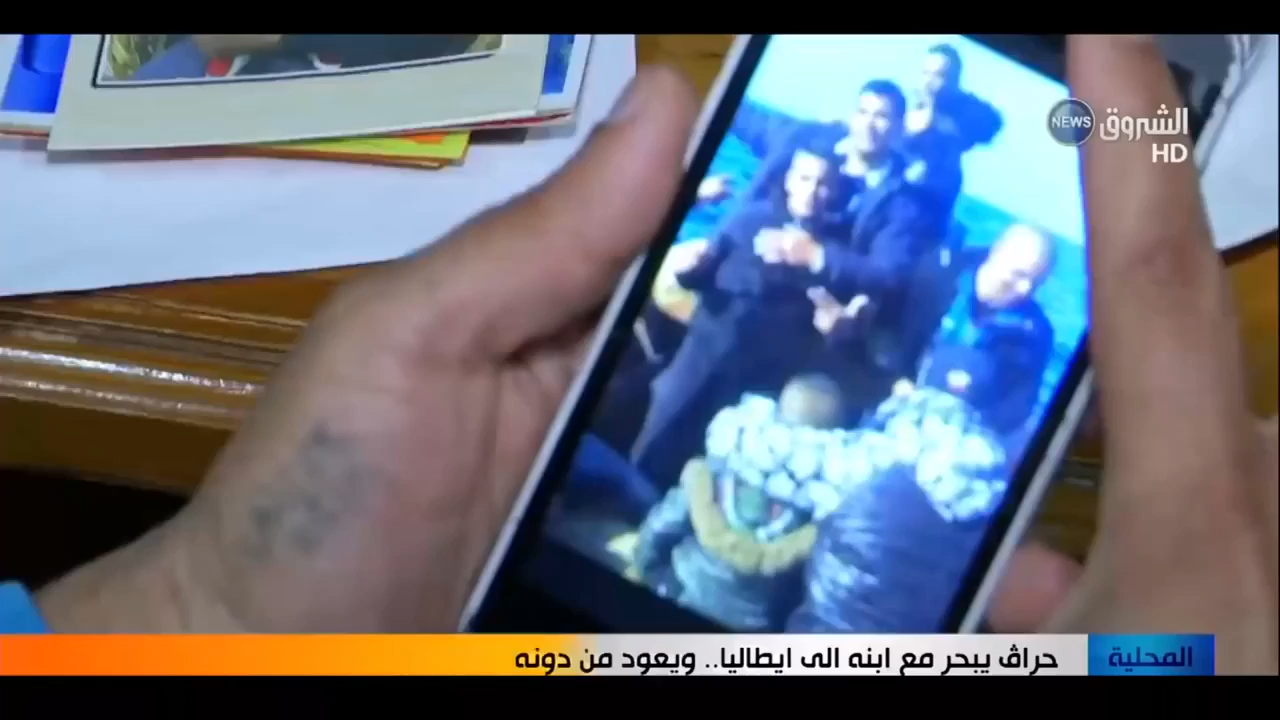 NEWS الشروق
HD
المحلية
حراڨ يبحر مع ابنه الى ايطاليا.. ويعود من دونه